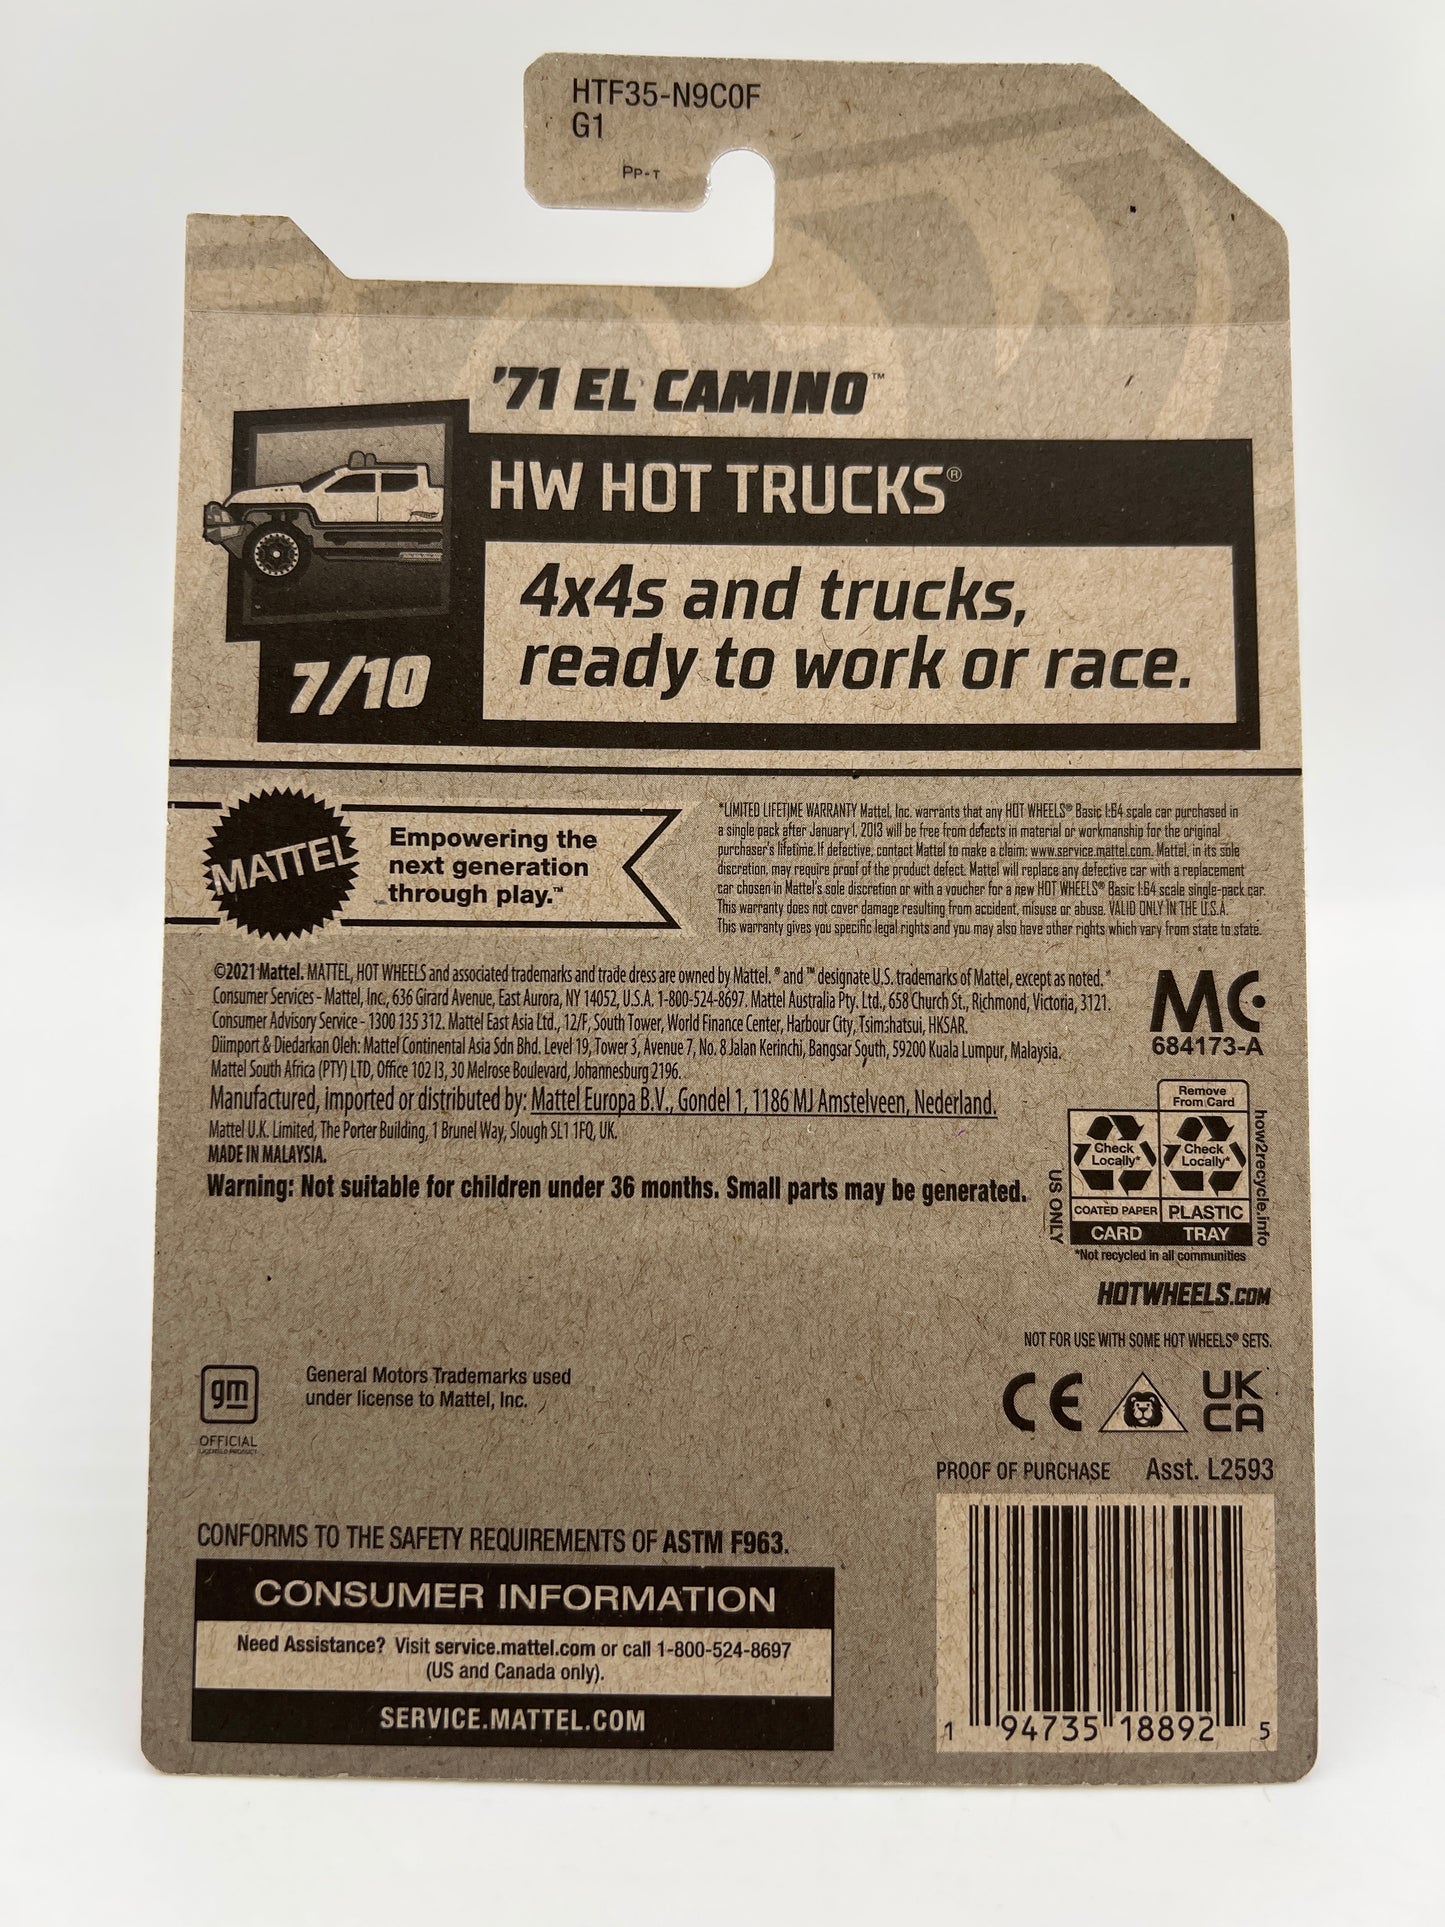 HTF35-N9C0F
G1
PP-T
'71 EL CAMINO™
HW HOT TRUCKS®
4x4s and trucks,
ready to work or race.
7/10
MATTEL
Empowering the
next generation
through play.™
*LIMITED LIFETIME WARRANTY Mattel, Inc. warrants that any HOT WHEELS® Basic 1:64 scale car purchased in
a single pack after January 1, 2013 will be free from defects in material or workmanship for the original
purchaser's lifetime. If defective, contact Mattel to make a claim: www.service.mattel.com. Mattel, in its sole
discretion, may require proof of the product defect. Mattel will replace any defective car with a replacement
car chosen in Mattel's sole discretion or with a voucher for a new HOT WHEELS® Basic 1:64 scale single-pack car.
This warranty does not cover damage resulting from accident, misuse or abuse. VALID ONLY IN THE U.S.A.
This warranty gives you specific legal rights and you may also have other rights which vary from state to state.
©2021 Mattel. MATTEL, HOT WHEELS and associated trademarks and trade dress are owned by Mattel. ® and ™ designate U.S. trademarks of Mattel, except as noted. *
Consumer Services - Mattel, Inc., 636 Girard Avenue, East Aurora, NY 14052, U.S.A. 1-800-524-8697. Mattel Australia Pty. Ltd., 658 Church St., Richmond, Victoria, 3121.
Consumer Advisory Service - 1300 135 312. Mattel East Asia Ltd., 12/F, South Tower, World Finance Center, Harbour City, Tsimshatsui, HKSAR.
Diimport & Diedarkan Oleh: Mattel Continental Asia Sdn Bhd. Level 19, Tower 3, Avenue 7, No. 8 Jalan Kerinchi, Bangsar South, 59200 Kuala Lumpur, Malaysia.
Mattel South Africa (PTY) LTD, Office 102 I3, 30 Melrose Boulevard, Johannesburg 2196.
Manufactured, imported or distributed by: Mattel Europa B.V., Gondel 1, 1186 MJ Amstelveen, Nederland.
Mattel U.K. Limited, The Porter Building, 1 Brunel Way, Slough SL1 1FQ, UK.
MADE IN MALAYSIA.
Warning: Not suitable for children under 36 months. Small parts may be generated.
MC
684173-A
Remove
From Card
Check
Locally*
Check
Locally*
COATED PAPER
PLASTIC
CARD
TRAY
US ONLY
how2recycle.info
*Not recycled in all communities
HOTWHEELS.COM
NOT FOR USE WITH SOME HOT WHEELS® SETS.
gm
OFFICIAL
LICENSED PRODUCT
General Motors Trademarks used
under license to Mattel, Inc.
CE
UK
CA
PROOF OF PURCHASE Asst. L2593
CONFORMS TO THE SAFETY REQUIREMENTS OF ASTM F963.
CONSUMER INFORMATION
Need Assistance? Visit service.mattel.com or call 1-800-524-8697
(US and Canada only).
SERVICE.MATTEL.COM
1 94735 18892 5